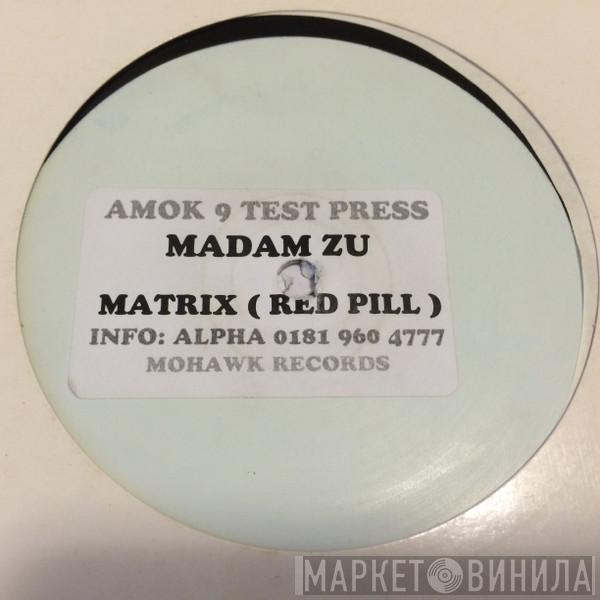 AMOK 9 TEST PRESS
MADAM ZU
MATRIX ( RED PILL )
INFO: ALPHA 0181 960 4777
MOHAWK RECORDS
МАРКЕТ ВИНИЛА